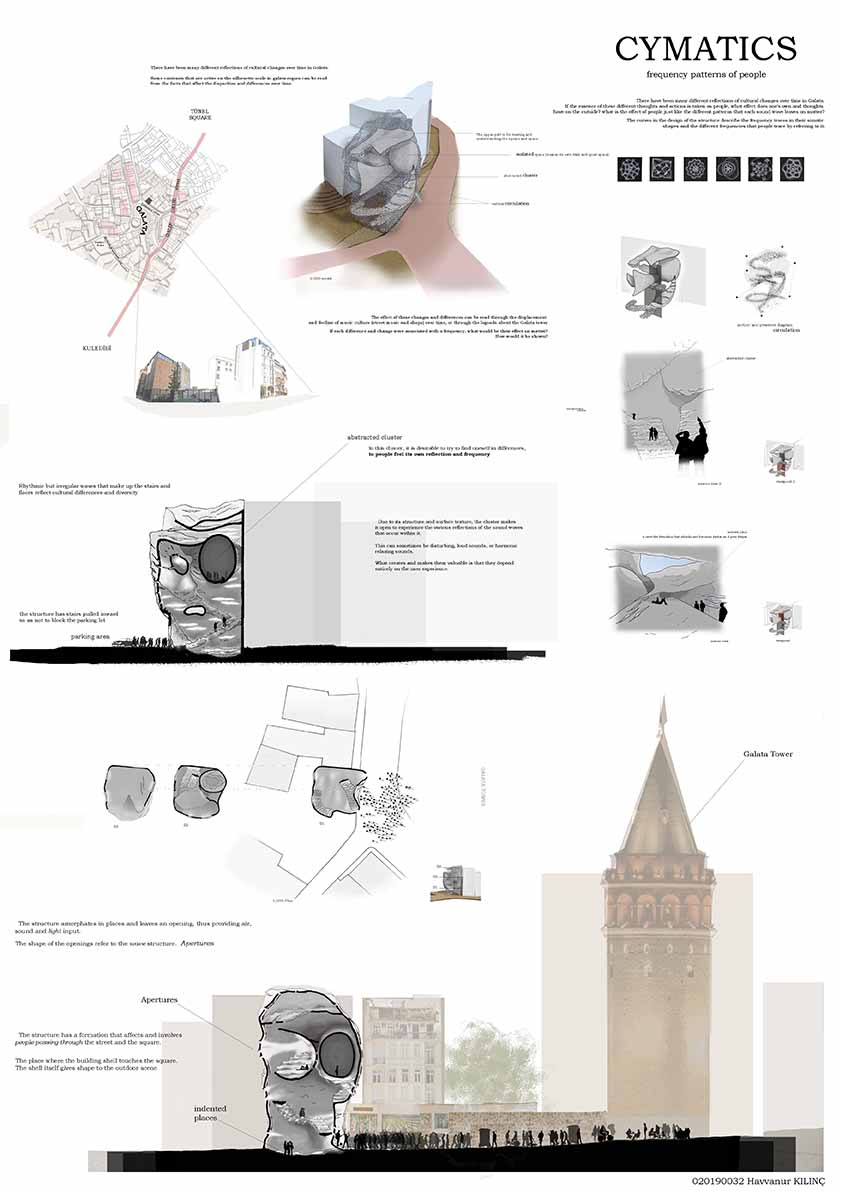 CYMATICS
frequency patterns of people
There have been many different reflections of cultural changes over time in Galata.
If the essence of these different thoughts and actions is taken as people, what effect does one's own and thoughts
have on the outside? what is the effect of people just like the different patterns that each sound wave leaves on matter?
The curves in the design of the structure describe the frequency traces in their somatic
shapes and the different frequencies that people trace by referring to it
There have been many different reflections of cultural changes over time in Galata.
from the facts that affect the disparities and differences over time.
TÜNEL
SQUARE
GALATA
KULEDİBİ
isolated
abstracted cluster
circulation
The effect of these changes and differences can be read through the displacement
and decline of music culture (street music and shops) over time, or through the legends about the Galata tower
If each difference and change were associated with a frequency, what would be their effect on matter?
How would it be shown?
circulation
abstracted cluster
abstracted cluster
In this cluster, it is desirable to try to find oneself in differences,
to people feel its own reflection and frequency
Rhythmic but irregular waves that make up the stairs and
floors reflect cultural differences and diversity
Due to its structure and surface texture, the cluster makes
it open to experience the various reflections of the sound waves
that occur within it.
This can sometimes be disturbing, loud sounds, or harmonic
relaxing sounds.
What creates and makes them valuable is that they depend
entirely on the user experience
the structure has stairs pulled inward
so as not to block the parking lot
parking area
GALATA TOWER
Galata Tower
The structure amorphates in places and leaves an opening, thus providing air,
sound and light input.
The shape of the openings refer to the wave structure. Apertures
Apertures
The structure has a formation that affects and involves
people passing through the street and the square.
The place where the building shell touches the square.
The shell itself gives shape to the outdoor scene
indented
places
020190032 Havvanur KILINÇ